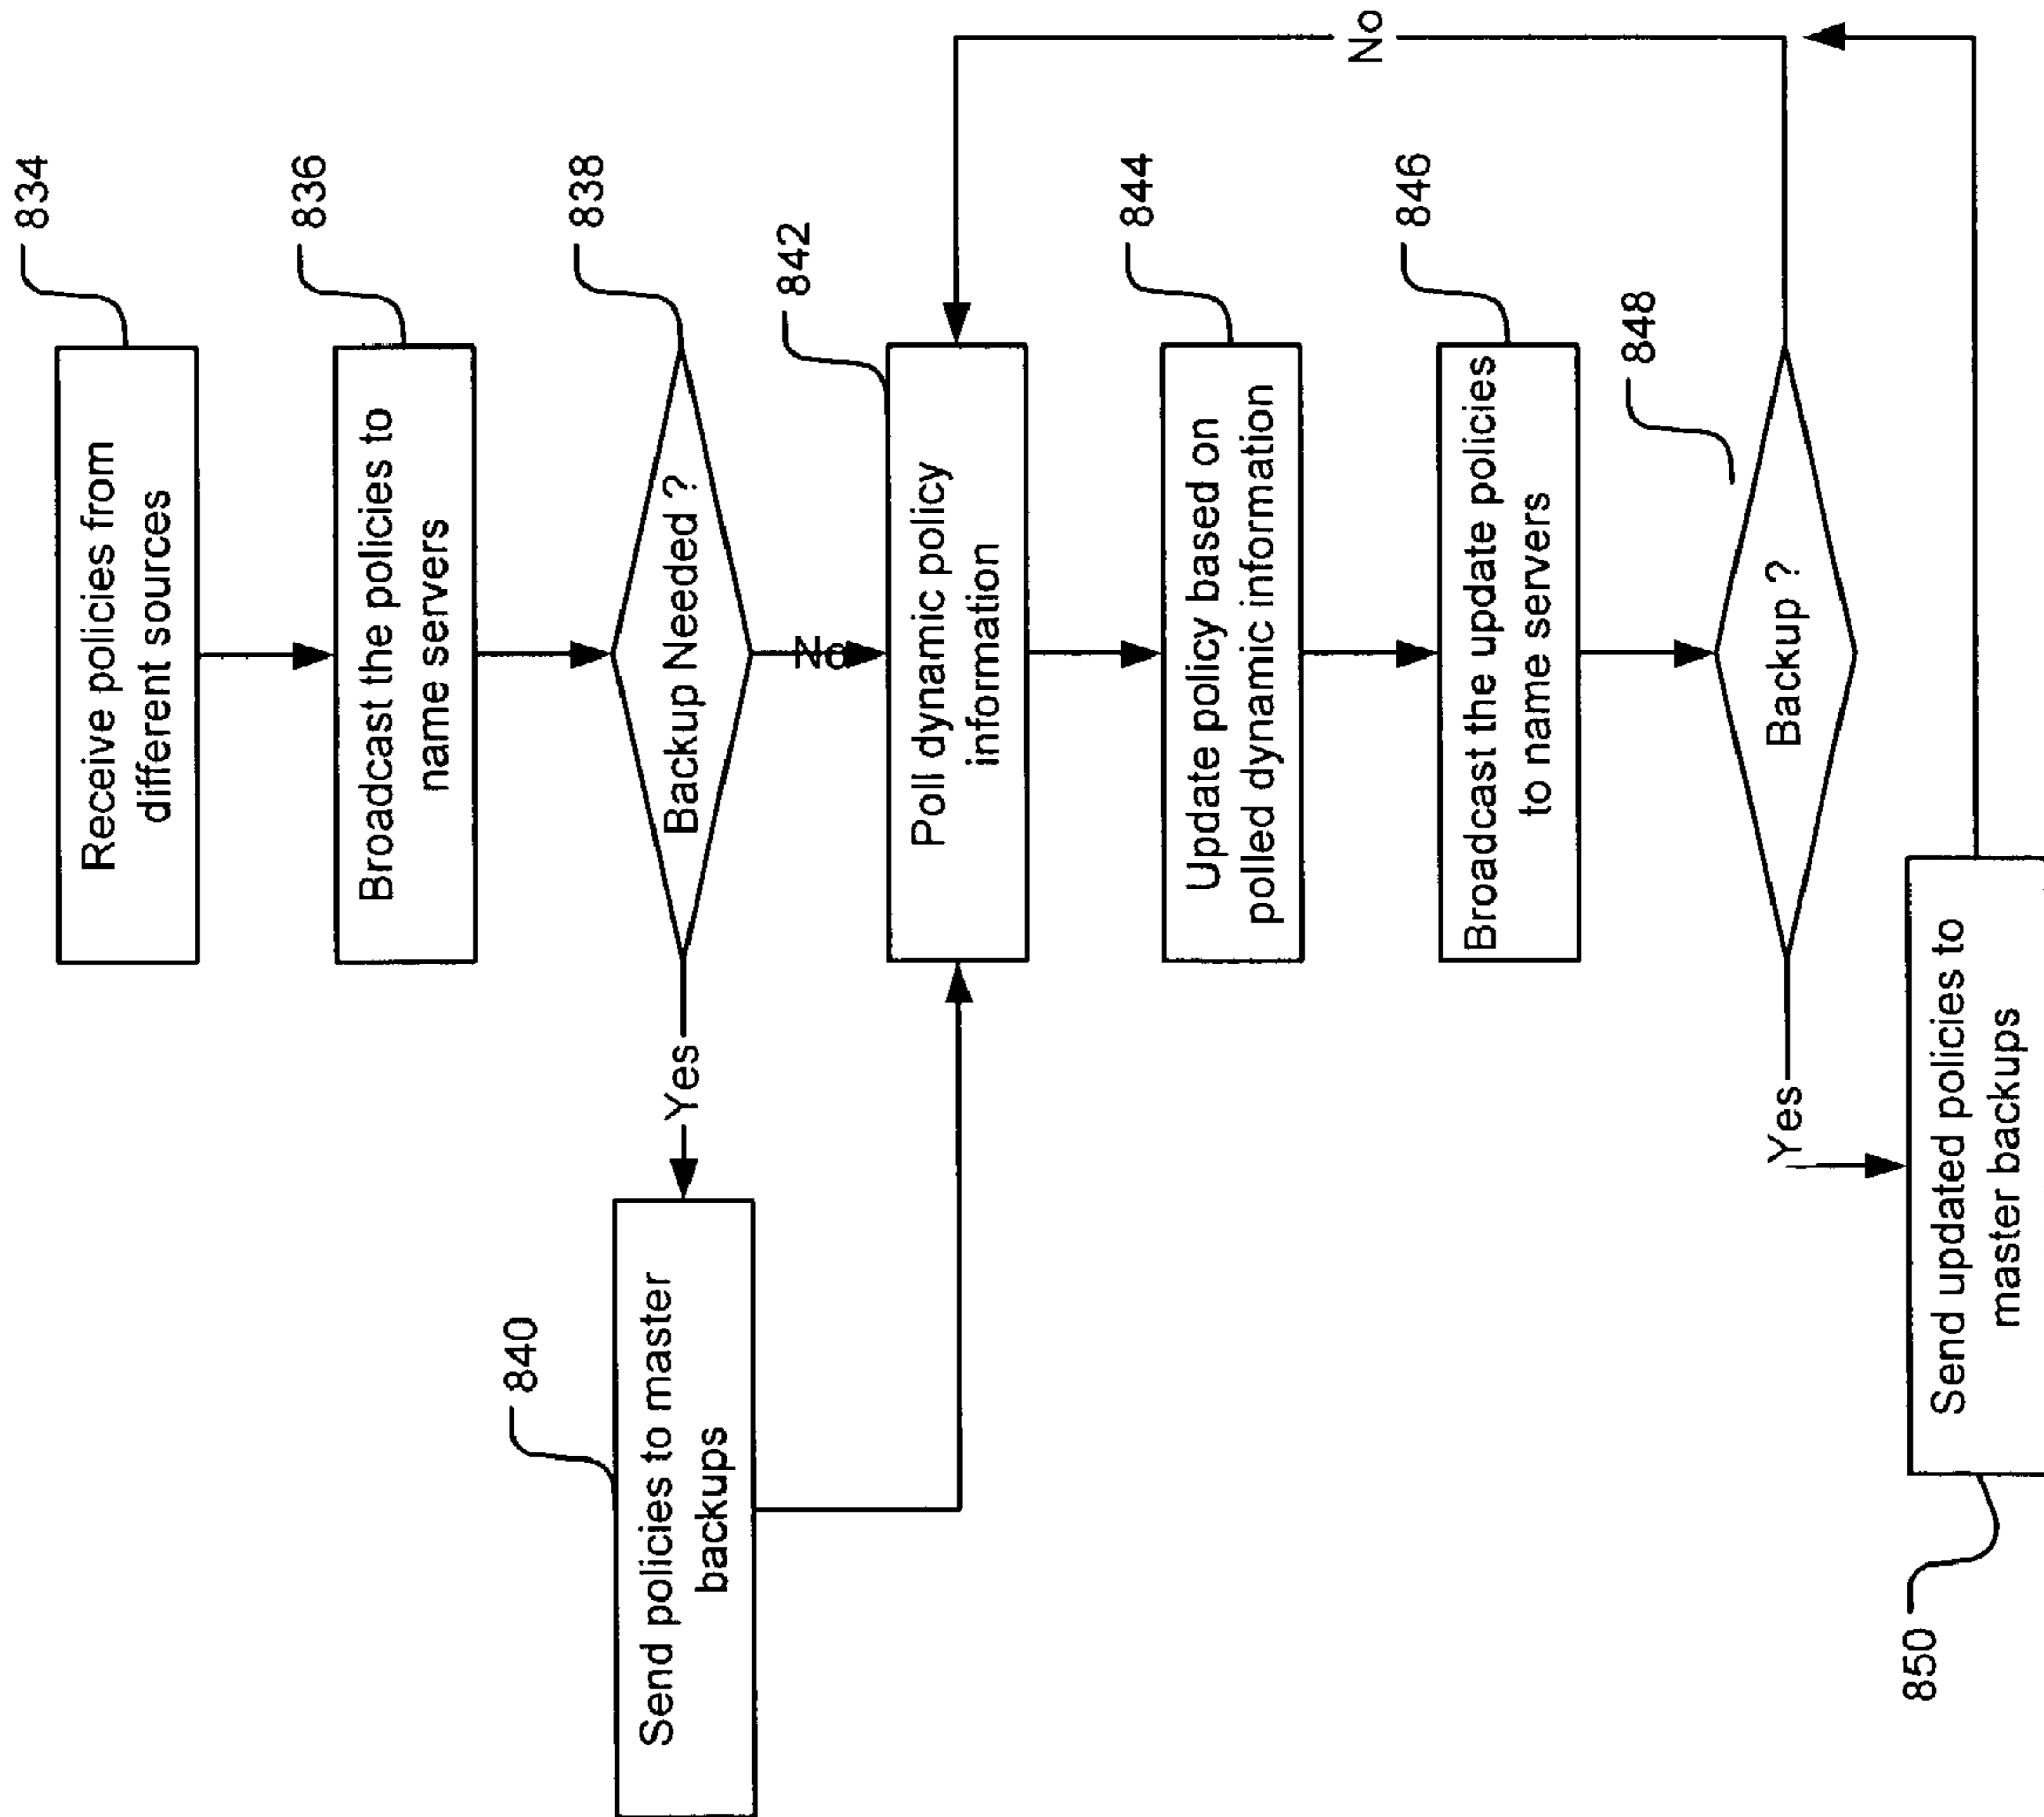 834
Receive policies from
different sources
836
Broadcast the policies to
name servers
838
Backup Needed ?
Yes
No
840
Send policies to master
backups
842
Poll dynamic policy
information
844
Update policy based on
polled dynamic information
846
Broadcast the update policies
to name servers
848
Backup ?
No
Yes
850
Send updated policies to
master backups